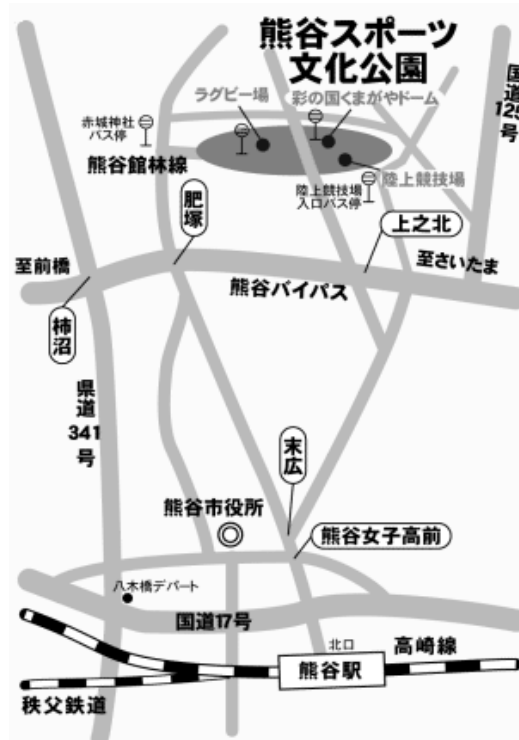 熊谷スポーツ
文化公園
国道
125
号
ラグビー場
彩の国くまがやドーム
赤城神社
バス停
熊谷館林線
陸上競技場
陸上競技場
入口バス停
肥塚
上之北
至前橋
至さいたま
熊谷バイパス
柿沼
県道
341
号
末広
熊谷市役所
熊谷女子高前
八木橋デパート
国道17号
北口
高崎線
熊谷駅
秩父鉄道